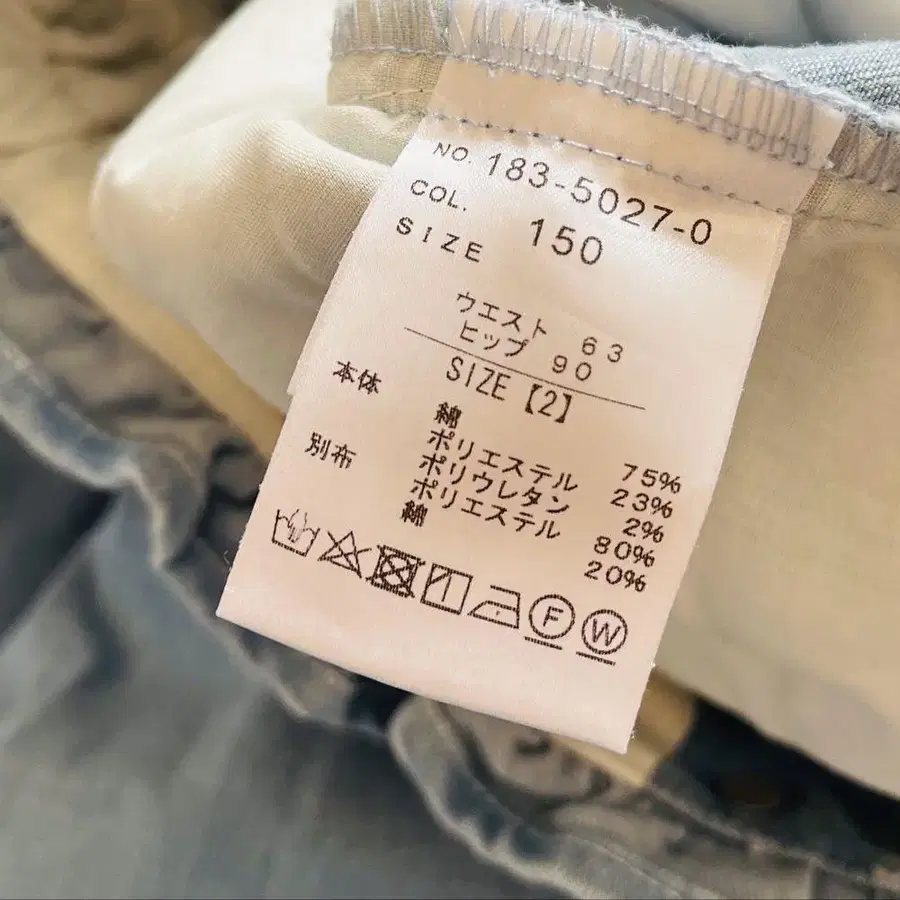 NO. 183-5027-0
COL. 150
SIZE
ウエスト 63
ヒップ 90
SIZE【2】
本体 綿 75%
ポリエステル 23%
ポリウレタン 2%
別布 ポリエステル 80%
綿 20%
F W